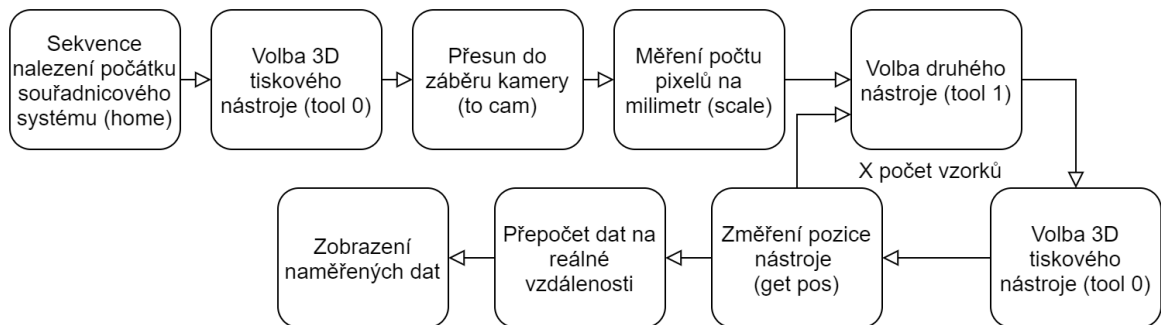 Sekvence
nalezení počátku
souřadnicového
systému (home)
Volba 3D
tiskového
nástroje (tool 0)
Přesun do
záběru kamery
(to cam)
Měření počtu
pixelů na
milimetr (scale)
Volba druhého
nástroje (tool 1)
X počet vzorků
Volba 3D
tiskového
nástroje (tool 0)
Změření pozice
nástroje
(get pos)
Přepočet dat na
reálné
vzdálenosti
Zobrazení
naměřených dat